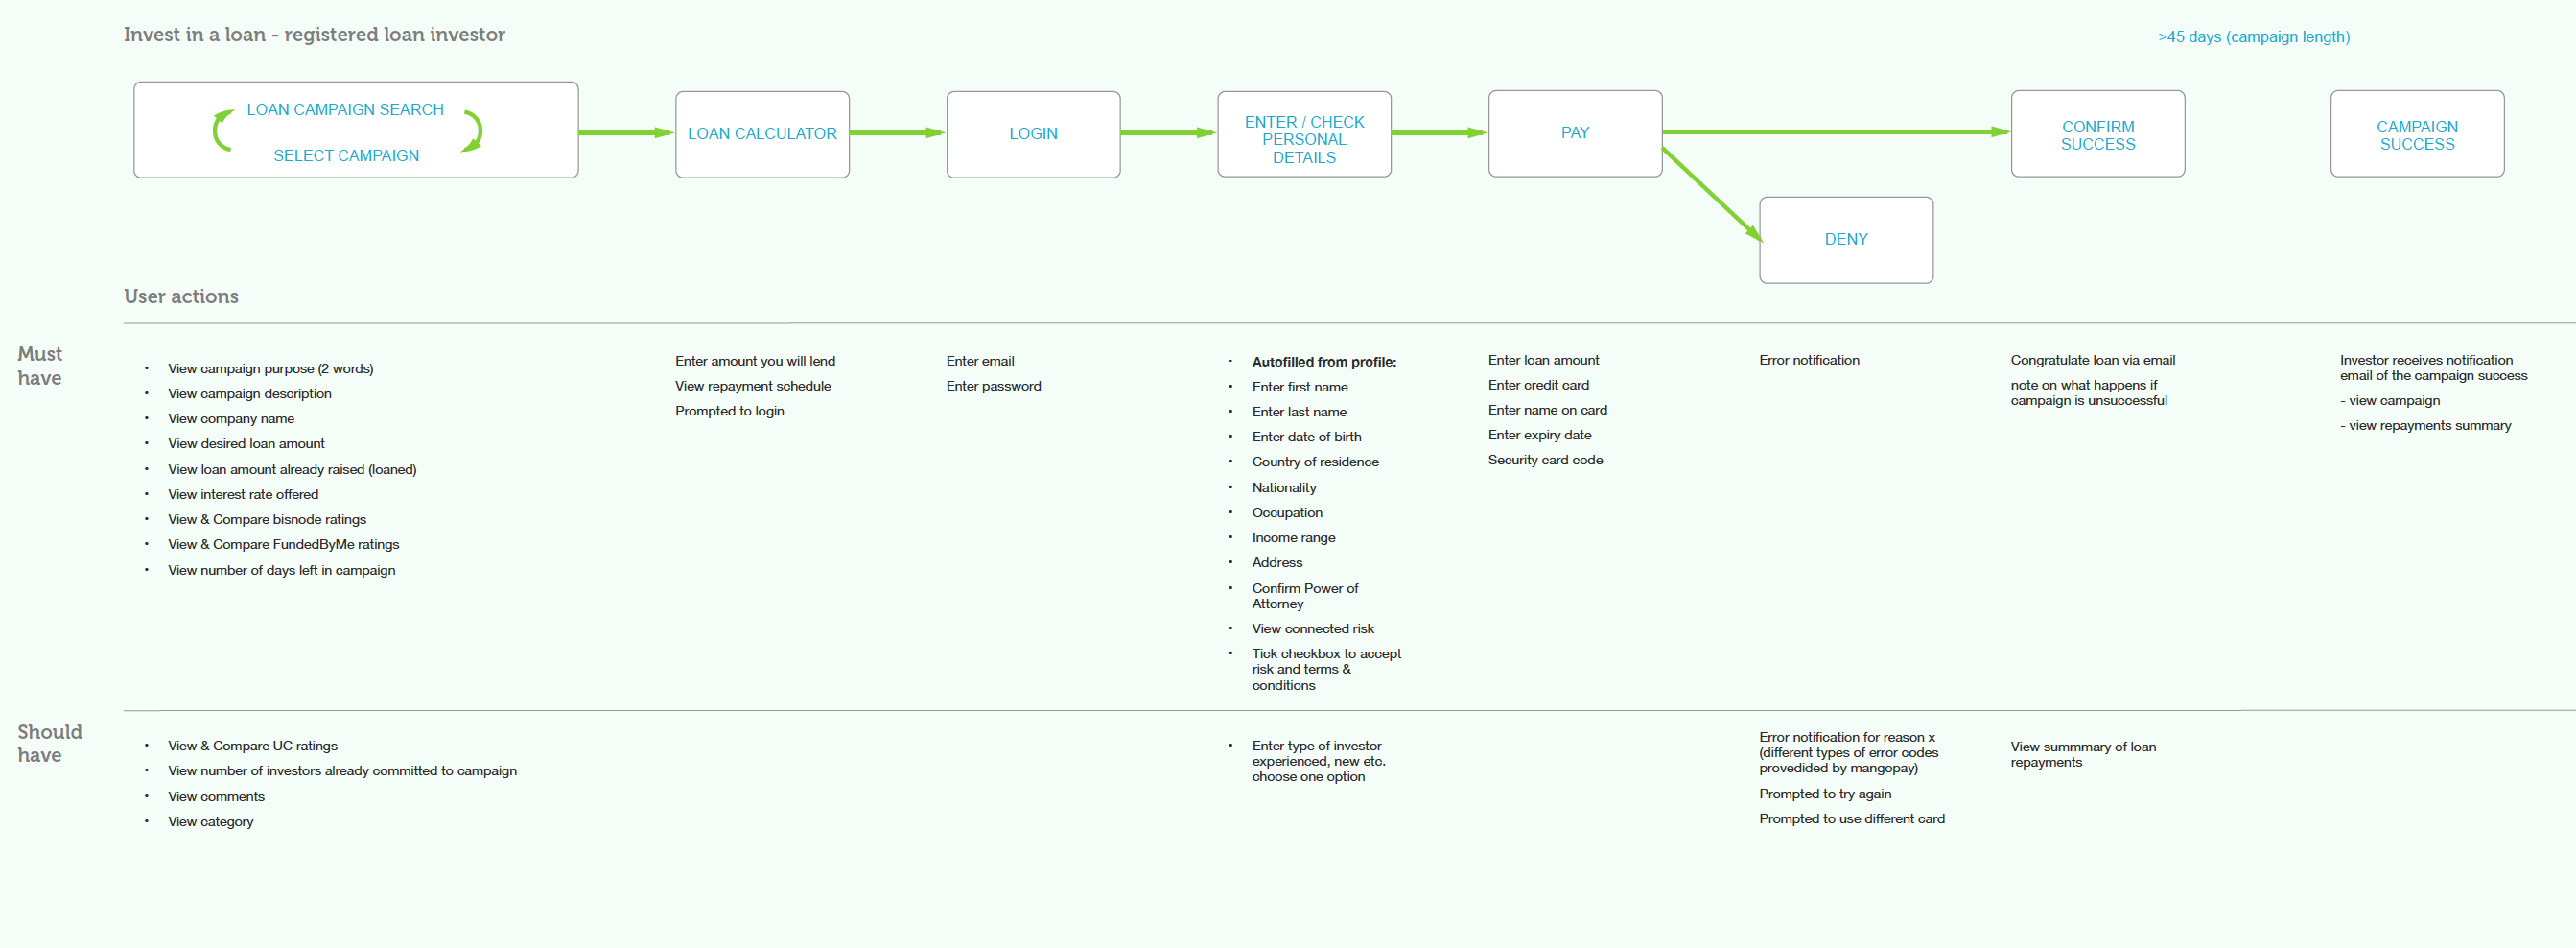 Invest in a loan - registered loan investor
>45 days (campaign length)
LOAN CAMPAIGN SEARCH
SELECT CAMPAIGN
LOAN CALCULATOR
LOGIN
ENTER / CHECK
PERSONAL
DETAILS
PAY
CONFIRM
SUCCESS
CAMPAIGN
SUCCESS
DENY
User actions
Must
have
• View campaign purpose (2 words)
• View campaign description
• View company name
• View desired loan amount
• View loan amount already raised (loaned)
• View interest rate offered
• View & Compare bisnode ratings
• View & Compare FundedByMe ratings
• View number of days left in campaign
Enter amount you will lend
View repayment schedule
Prompted to login
Enter email
Enter password
• Autofilled from profile:
• Enter first name
• Enter last name
• Enter date of birth
• Country of residence
• Nationality
• Occupation
• Income range
• Address
• Confirm Power of
Attorney
• View connected risk
• Tick checkbox to accept
risk and terms &
conditions
Enter loan amount
Enter credit card
Enter name on card
Enter expiry date
Security card code
Error notification
Congratulate loan via email
note on what happens if
campaign is unsuccessful
Investor receives notification
email of the campaign success
- view campaign
- view repayments summary
Should
have
• View & Compare UC ratings
• View number of investors already committed to campaign
• View comments
• View category
• Enter type of investor -
experienced, new etc.
choose one option
Error notification for reason x
(different types of error codes
provedided by mangopay)
Prompted to try again
Prompted to use different card
View summmary of loan
repayments